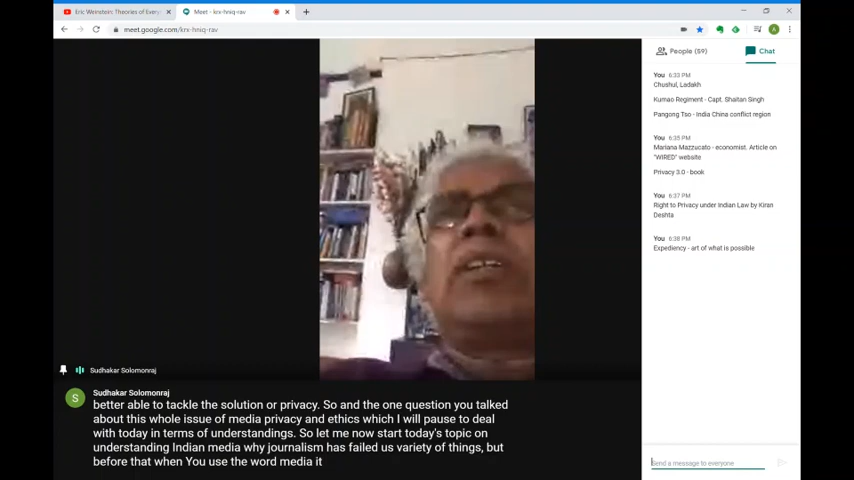 Eric Weinstein: Theories of Every
Meet - krx-hniq-rav
meet.google.com/krx-hniq-rav
People (59)
Chat
You 6:33 PM
Chushul, Ladakh
Kumao Regiment - Capt. Shaitan Singh
Pangong Tao - India China conflict region
You 6:35 PM
Mariana Mazzucato - economist. Article on
"WIRED" website
Privacy 3.0 - book
You 6:37 PM
Right to Privacy under Indian Law by Kiran
Deshta
You 6:38 PM
Expediency - art of what is possible
Sudhakar Solomonraj
S
Sudhakar Solomonraj
better able to tackle the solution or privacy. So and the one question you talked
about this whole issue of media privacy and ethics which I will pause to deal
with today in terms of understandings. So let me now start today's topic on
understanding Indian media why journalism has failed us variety of things, but
before that when You use the word media it
Send a message to everyone